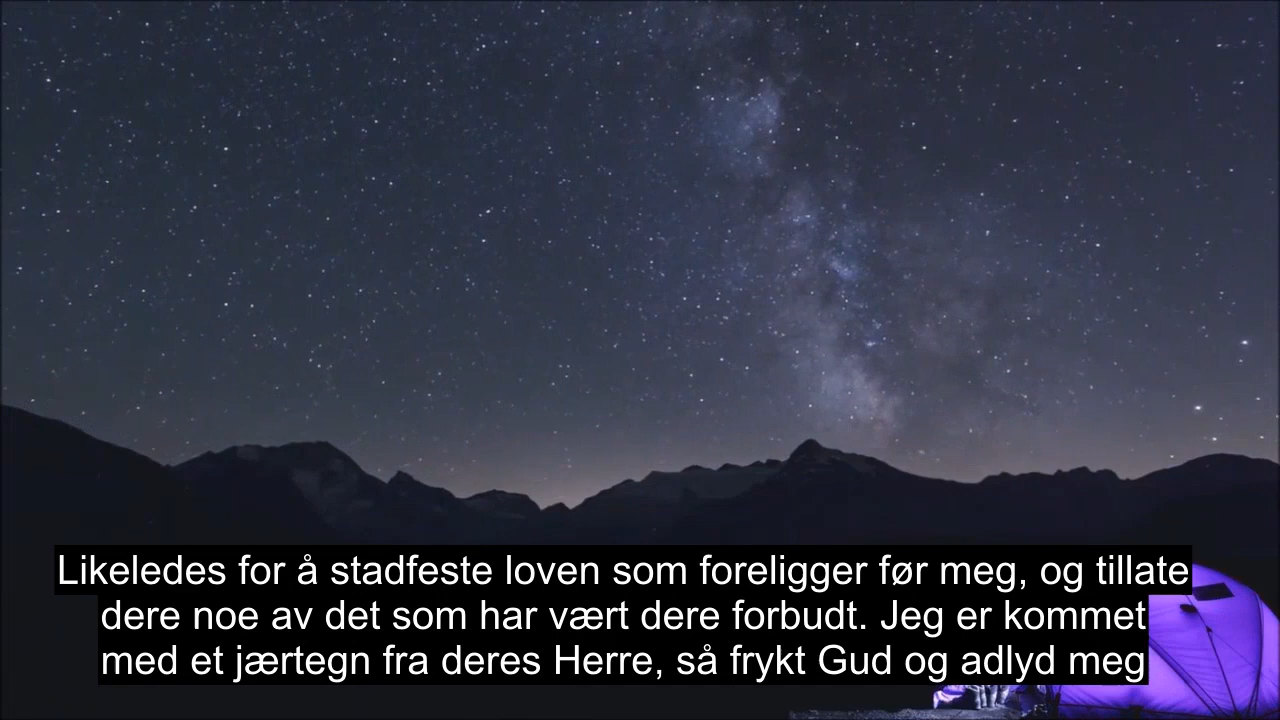 Likeledes for å stadfeste loven som foreligger før meg, og tillate
dere noe av det som har vært dere forbudt. Jeg er kommet
med et jærtegn fra deres Herre, så frykt Gud og adlyd meg